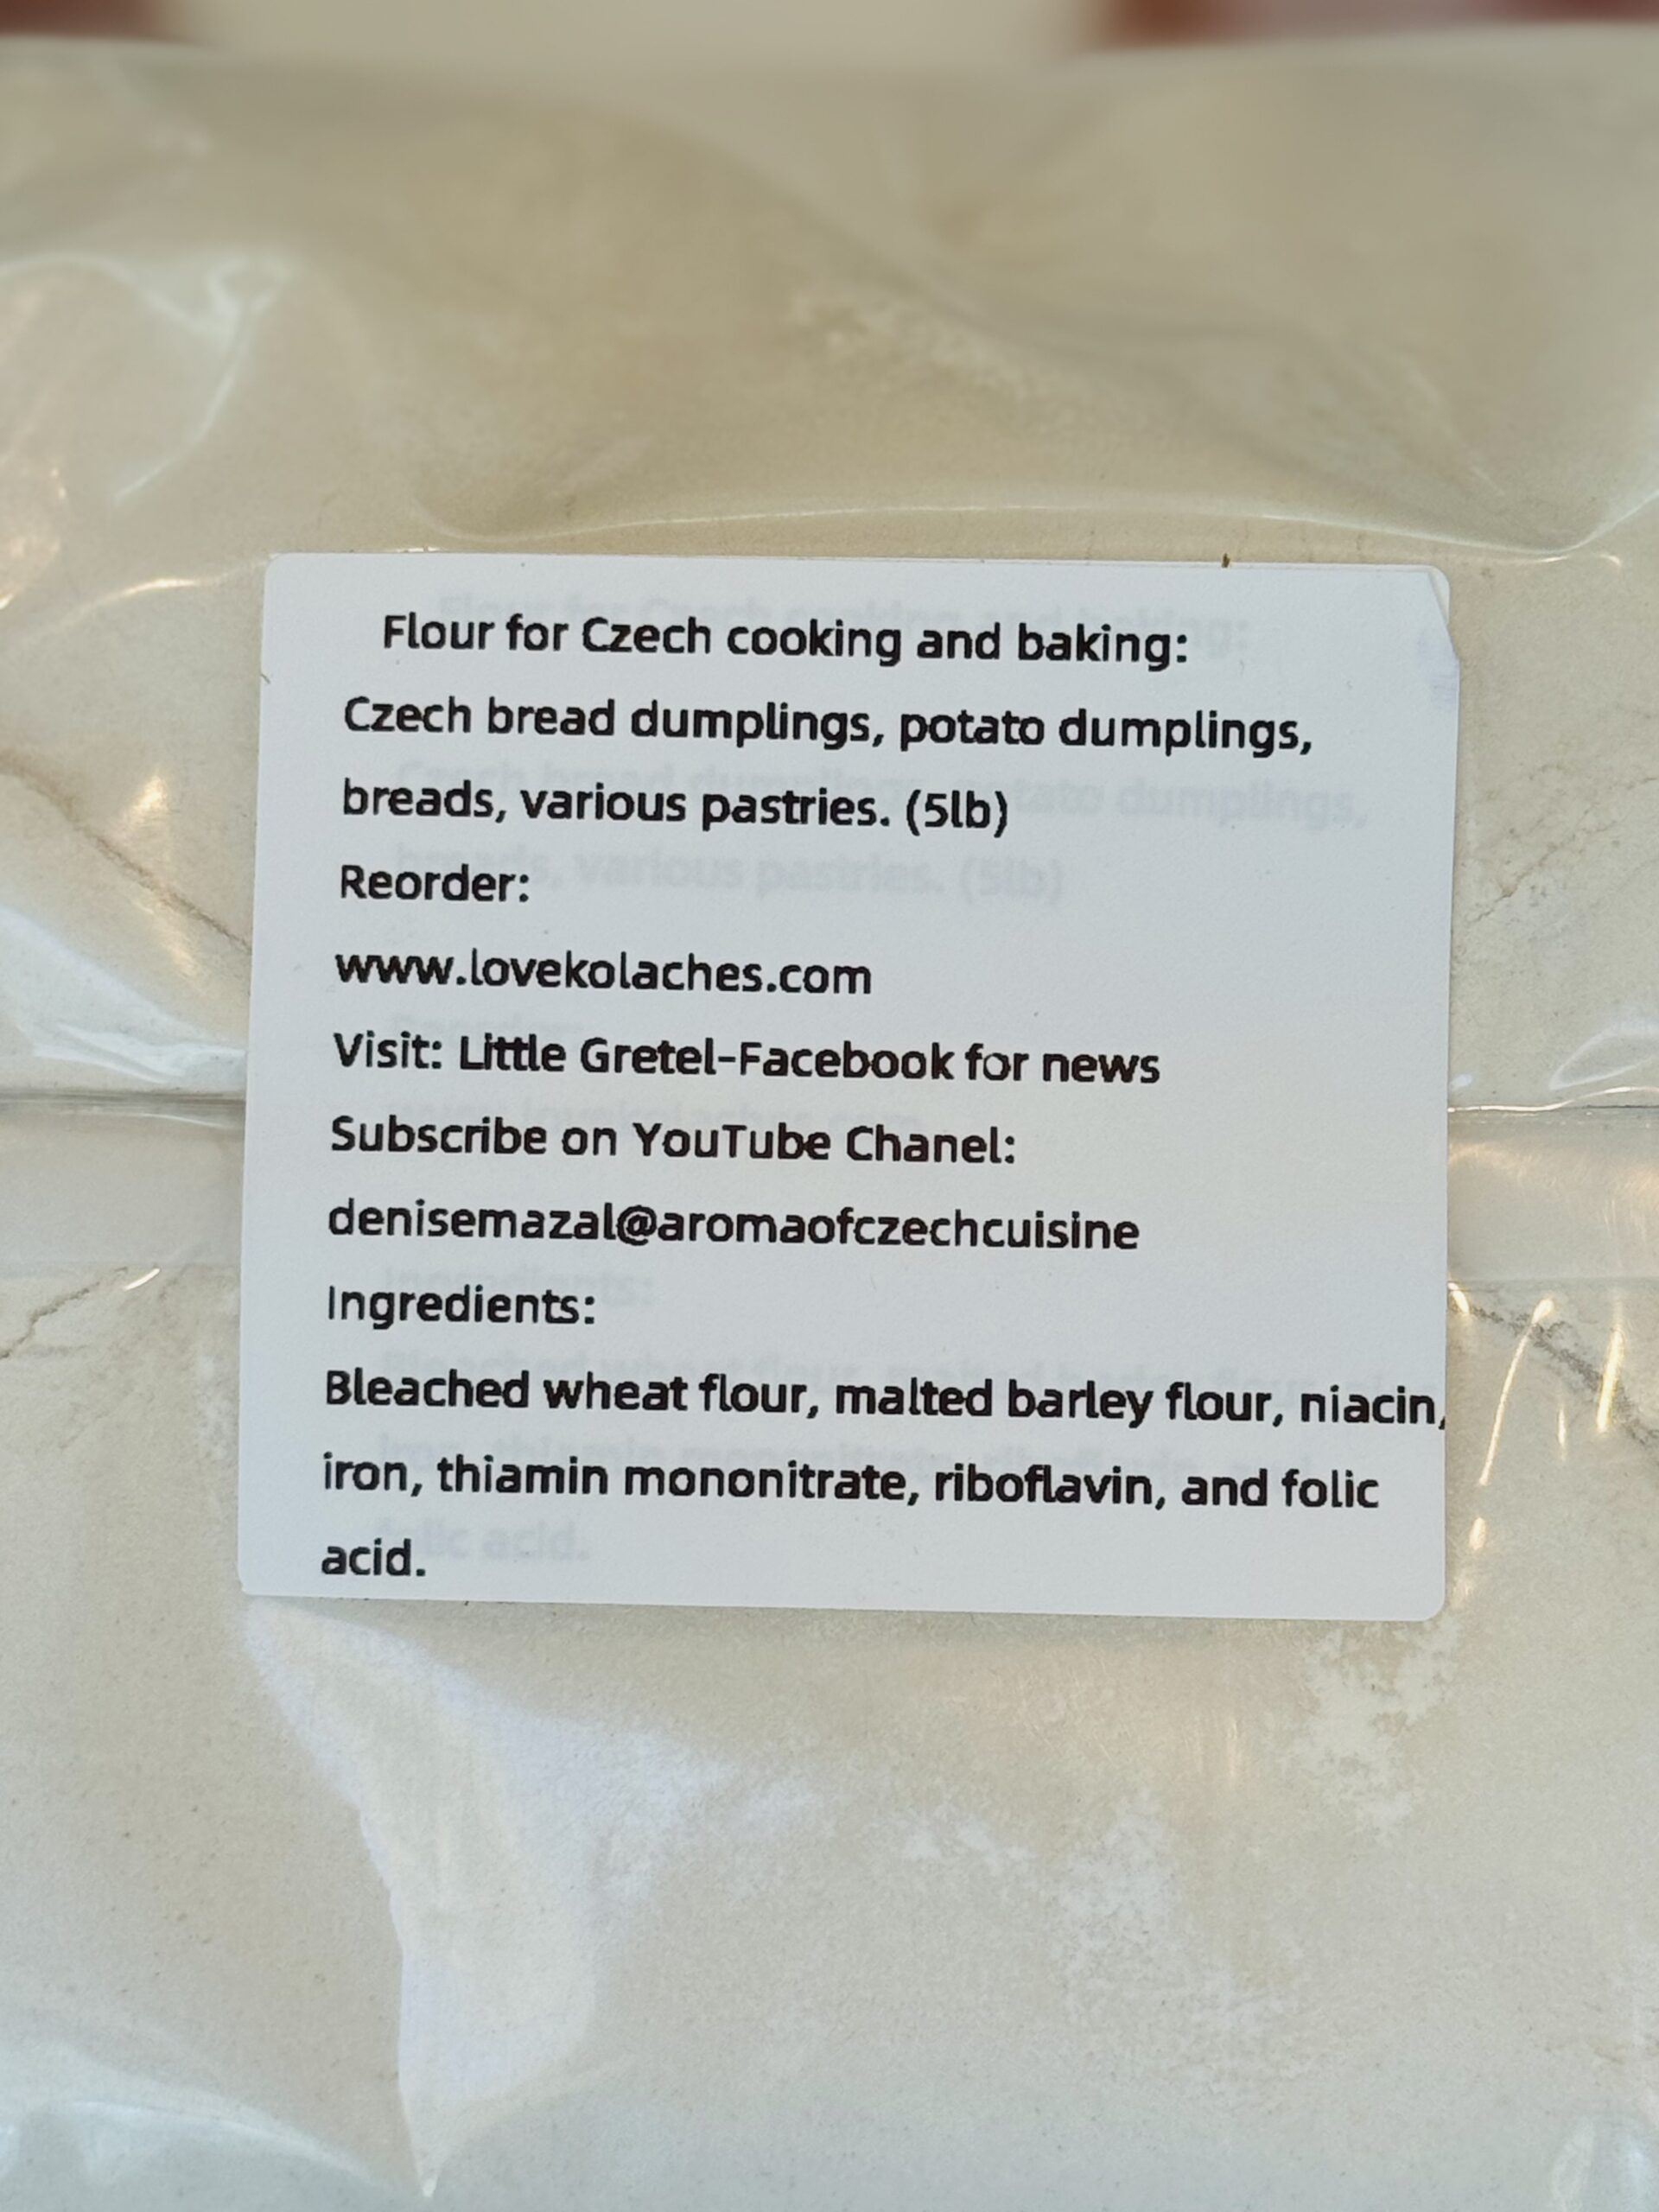 Flour for Czech cooking and baking:
Czech bread dumplings, potato dumplings,
breads, various pastries. (5lb)
Reorder:
www.lovekolaches.com
Visit: Little Gretel-Facebook for news
Subscribe on YouTube Chanel:
denisemazal@aromaofczechcuisine
Ingredients:
Bleached wheat flour, malted barley flour, niacin,
iron, thiamin mononitrate, riboflavin, and folic
acid.